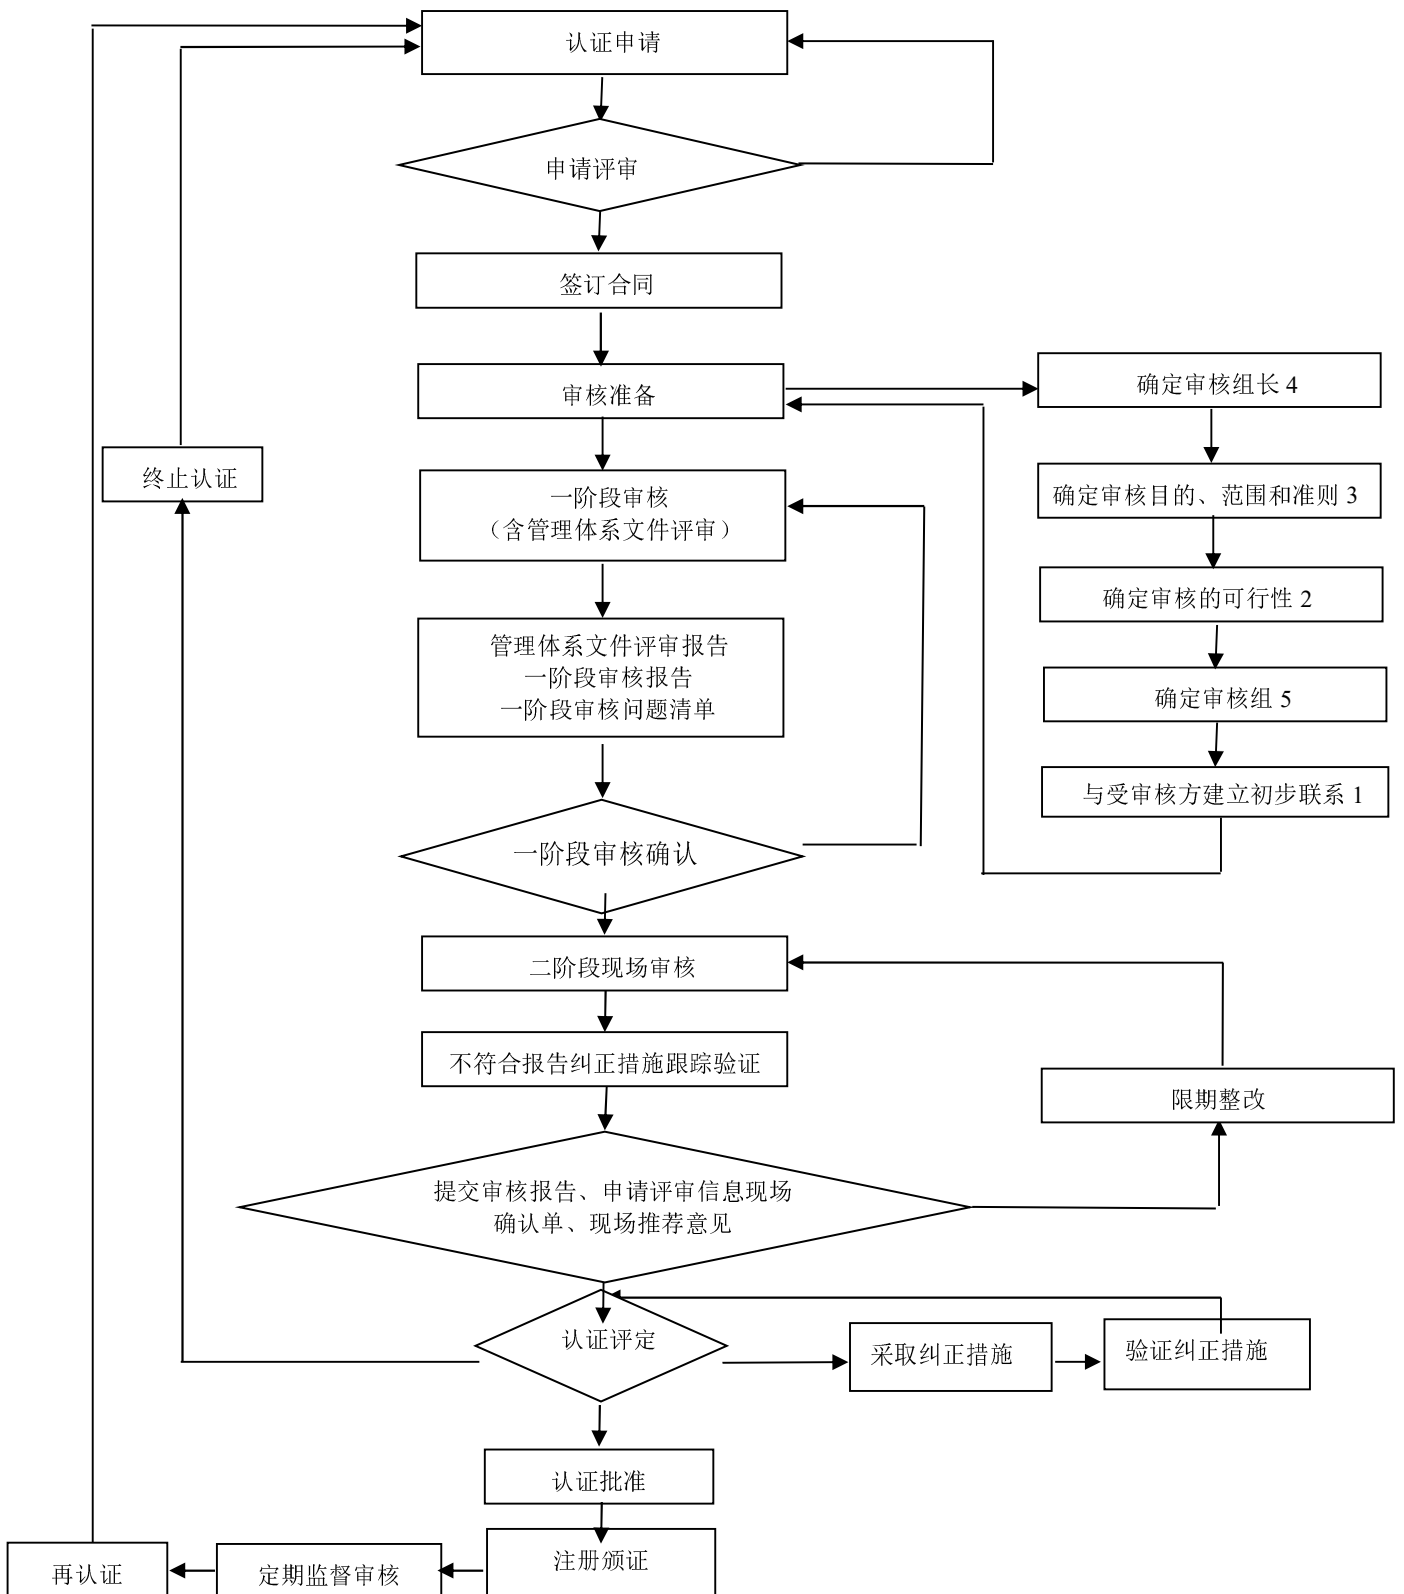 认证申请
申请评审
签订合同
审核准备
确定审核组长 4
终止认证
一阶段审核
（含管理体系文件评审）
确定审核目的、范围和准则 3
确定审核的可行性 2
管理体系文件评审报告
一阶段审核报告
一阶段审核问题清单
确定审核组 5
与受审核方建立初步联系 1
一阶段审核确认
二阶段现场审核
不符合报告纠正措施跟踪验证
限期整改
提交审核报告、申请评审信息现场
确认单、现场推荐意见
认证评定
采取纠正措施
验证纠正措施
认证批准
注册颁证
定期监督审核
再认证